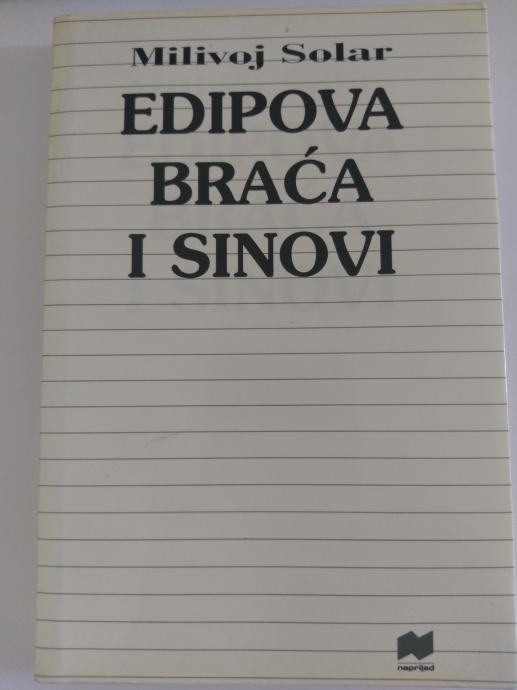 Milivoj Solar
EDIPOVA
BRAĆA
I SINOVI
naprijed